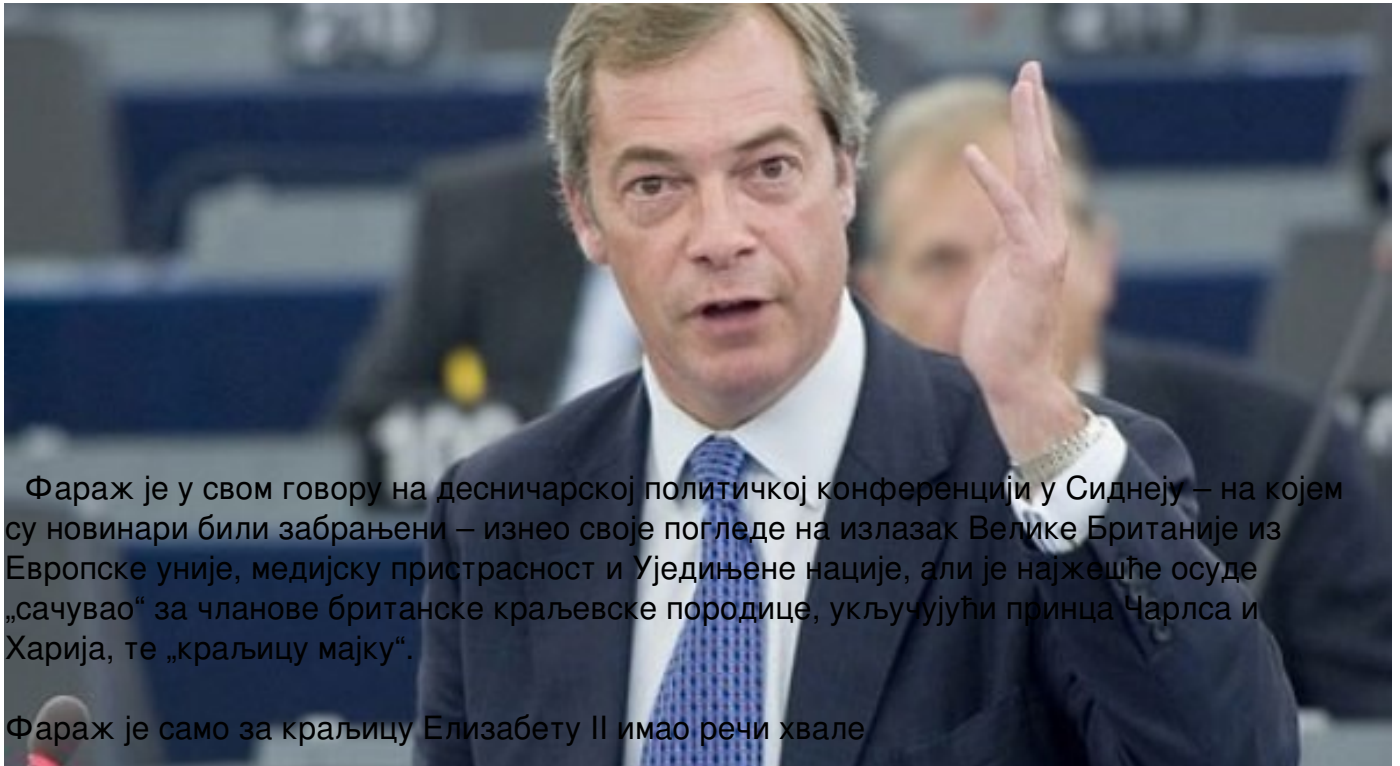 Фараж је у свом говору на десничарској политичкој конференцији у Сиднеју – на којем
су новинари били забрањени – изнео своје погледе на излазак Велике Британије из
Европске уније, медијску пристрасност и Уједињене нације, али је најжешће осуде
„сачувао“ за чланове британске краљевске породице, укључујући принца Чарлса и
Харија, те „краљицу мајку“.
Фараж је само за краљицу Елизабету II имао речи хвале